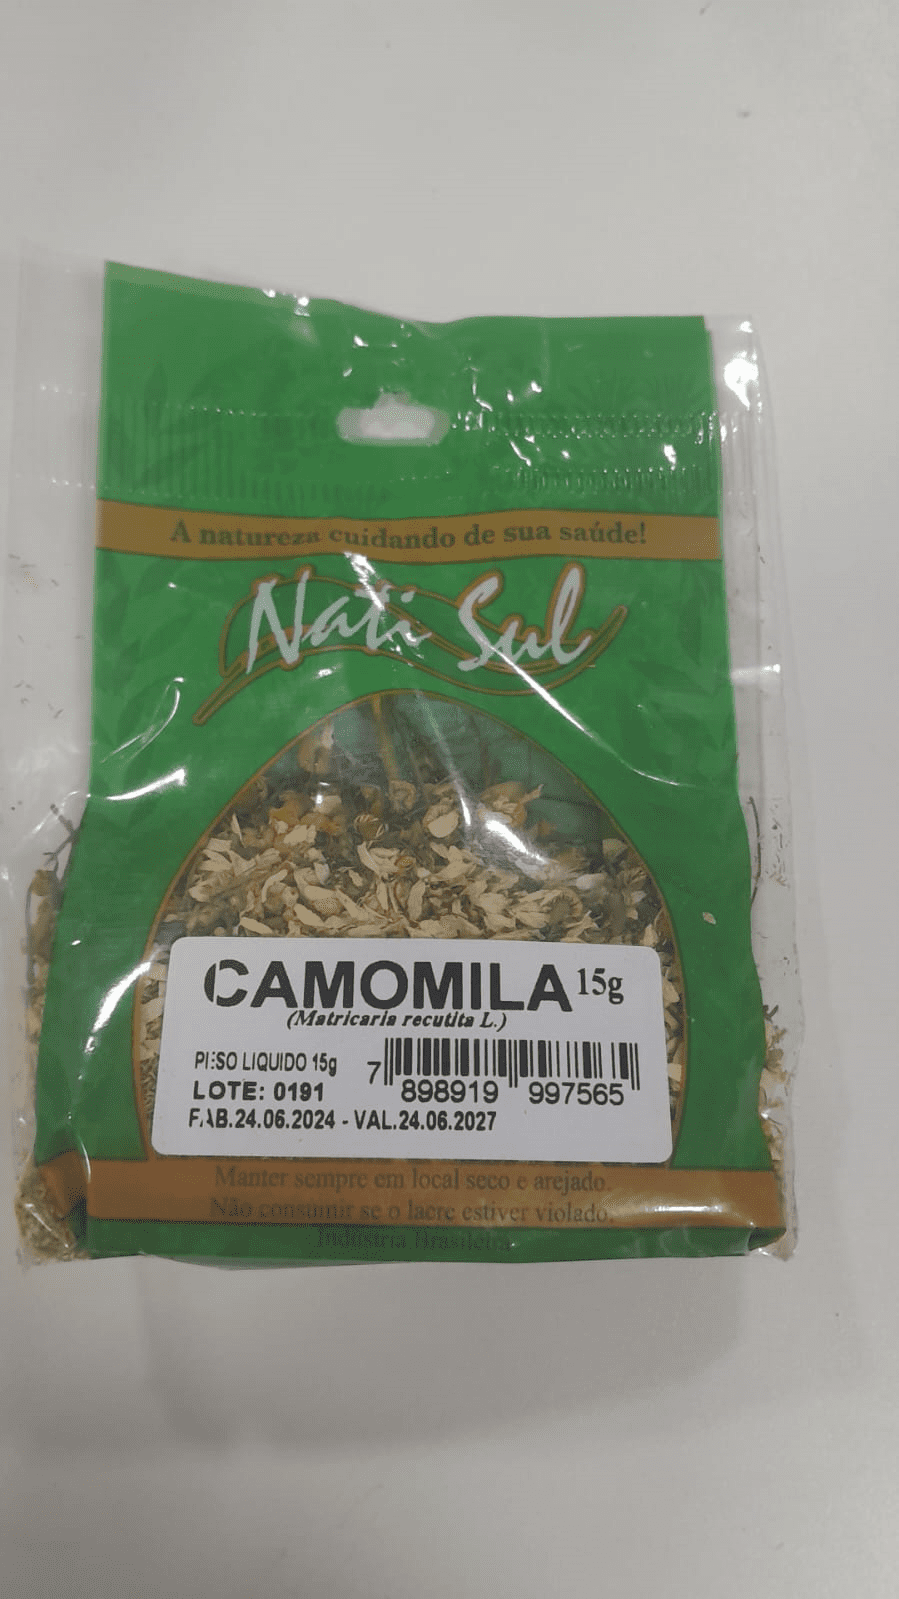 A natureza cuidando de sua saúde!
Nati Sul
CAMOMILA 15g
(Matricaria recutita L.)
PESO LIQUIDO 15g
LOTE: 0191
FAB.24.06.2024 - VAL.24.06.2027
7 898919 997565
Manter sempre em local seco e arejado.
Não consumir se o lacre estiver violado.
Indústria Brasileira